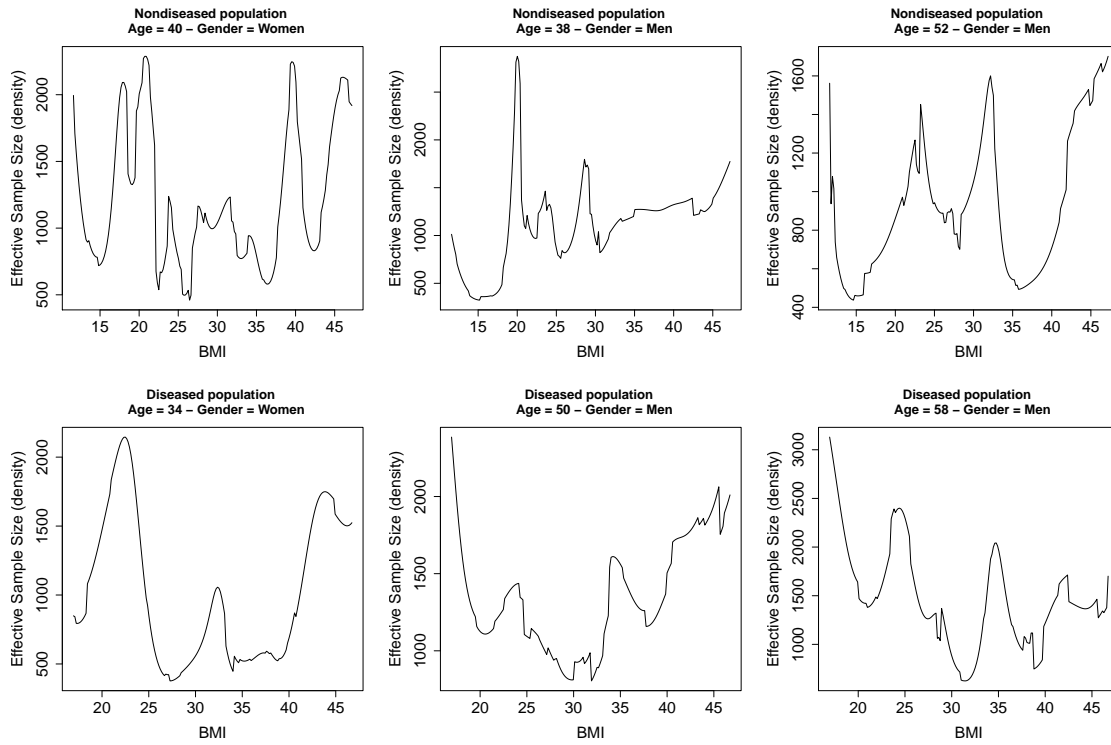 Nondiseased population
Age = 40 – Gender = Women
Effective Sample Size (density)
500 1000 1500 2000
15 20 25 30 35 40 45
BMI
Nondiseased population
Age = 38 – Gender = Men
Effective Sample Size (density)
500 1000 2000
15 20 25 30 35 40 45
BMI
Nondiseased population
Age = 52 – Gender = Men
Effective Sample Size (density)
400 800 1200 1600
15 20 25 30 35 40 45
BMI
Diseased population
Age = 34 – Gender = Women
Effective Sample Size (density)
500 1000 1500 2000
20 25 30 35 40 45
BMI
Diseased population
Age = 50 – Gender = Men
Effective Sample Size (density)
1000 1500 2000
20 25 30 35 40 45
BMI
Diseased population
Age = 58 – Gender = Men
Effective Sample Size (density)
1000 1500 2000 2500 3000
20 25 30 35 40 45
BMI